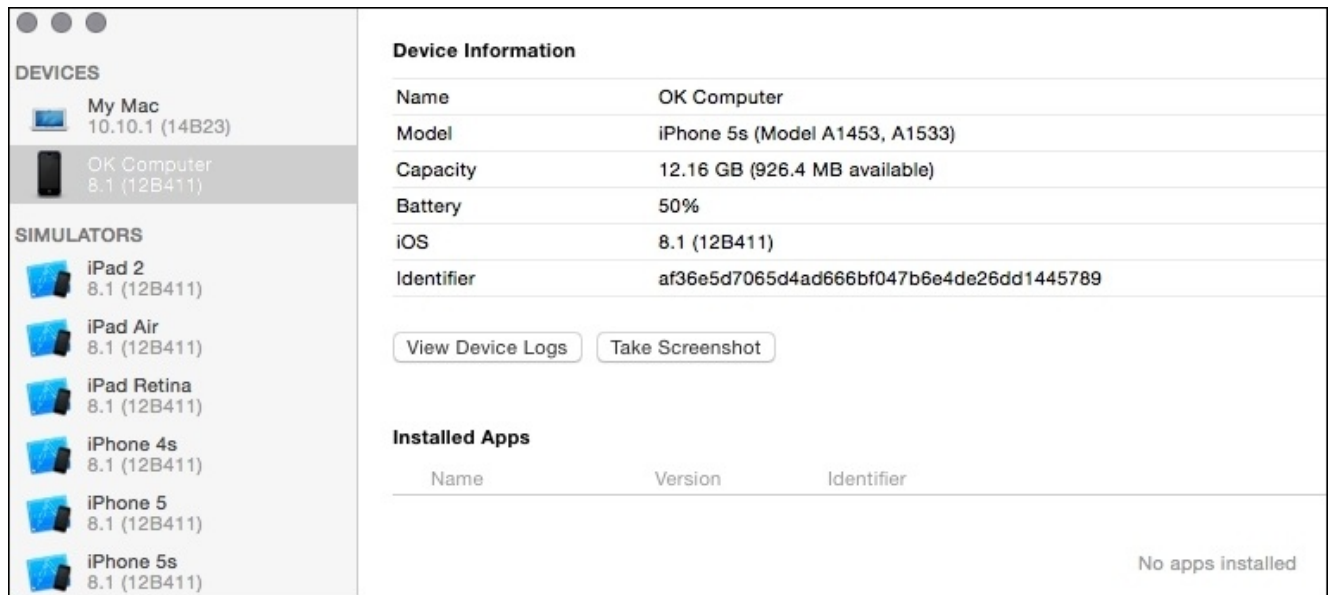 DEVICES
My Mac
10.10.1 (14B23)
OK Computer
8.1 (12B411)
SIMULATORS
iPad 2
8.1 (12B411)
iPad Air
8.1 (12B411)
iPad Retina
8.1 (12B411)
iPhone 4s
8.1 (12B411)
iPhone 5
8.1 (12B411)
iPhone 5s
8.1 (12B411)
Device Information
Name OK Computer
Model iPhone 5s (Model A1453, A1533)
Capacity 12.16 GB (926.4 MB available)
Battery 50%
iOS 8.1 (12B411)
Identifier af36e5d7065d4ad666bf047b6e4de26dd1445789
View Device Logs Take Screenshot
Installed Apps
Name Version Identifier
No apps installed